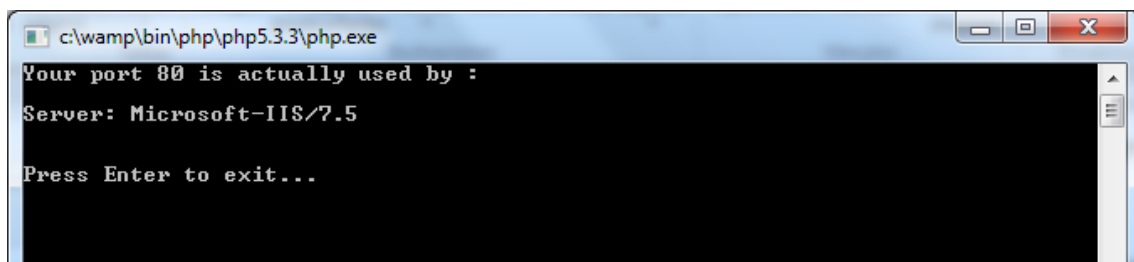 c:\wamp\bin\php\php5.3.3\php.exe
Your port 80 is actually used by :
Server: Microsoft-IIS/7.5
Press Enter to exit...